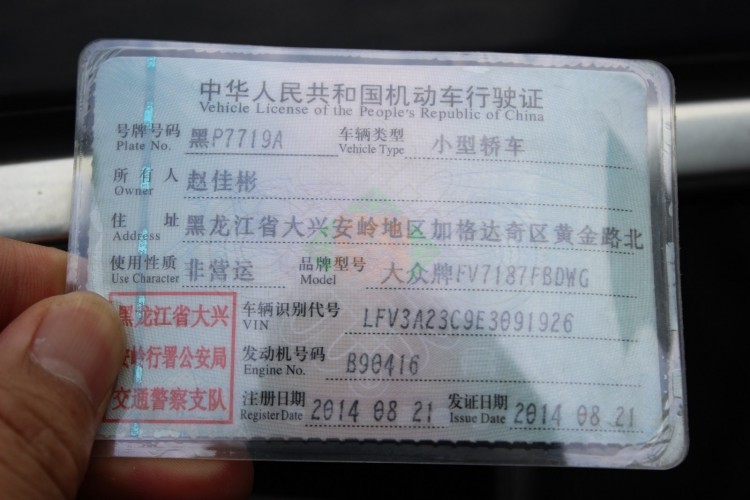 中华人民共和国机动车行驶证
Vehicle License of the People's Republic of China
号牌号码 黑P7719A 车辆类型 小型轿车
Plate No. Vehicle Type
所有人 赵佳彬
Owner
住址 黑龙江省大兴安岭地区加格达奇区黄金路北
Address
使用性质 非营运 品牌型号 大众牌FV7187FBDWG
Use Character Model
黑龙江省大兴
安岭行署公安局
交通警察支队
车辆识别代号 LFV3A23C9E3091926
VIN
发动机号码 B90416
Engine No.
注册日期 2014 08 21 发证日期 2014 08 21
Register Date Issue Date